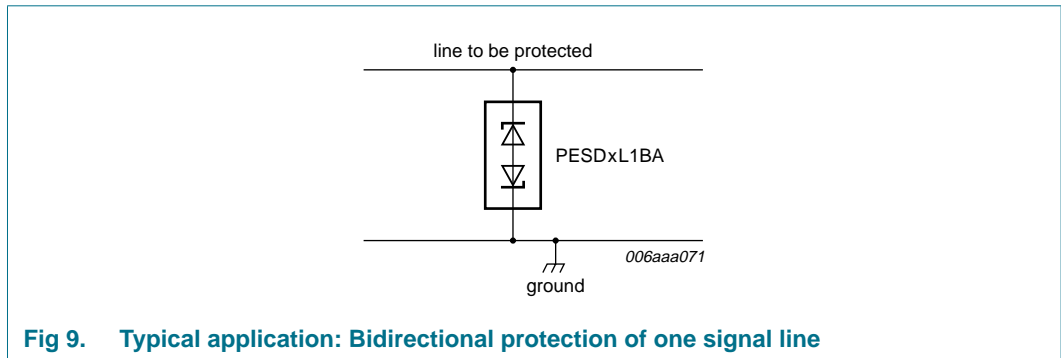 line to be protected
PESDxL1BA
006aaa071
ground
Fig 9. Typical application: Bidirectional protection of one signal line